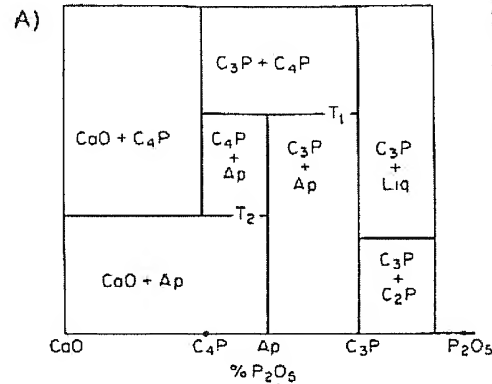 A)
C₃P + C₄P
T₁
CaO + C₄P
C₄P
+
Ap
C₃P
+
Ap
C₃P
+
Liq
T₂
C₃P
+
C₂P
CaO + Ap
CaO C₄P Ap C₃P P₂O₅
% P₂O₅